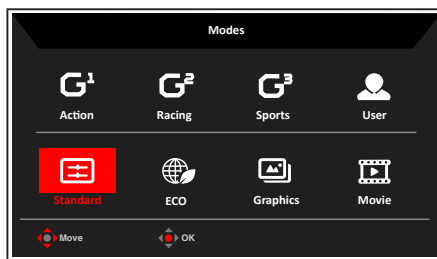 Modes
G¹ G² G³
Action Racing Sports User
Standard ECO Graphics Movie
Move OK